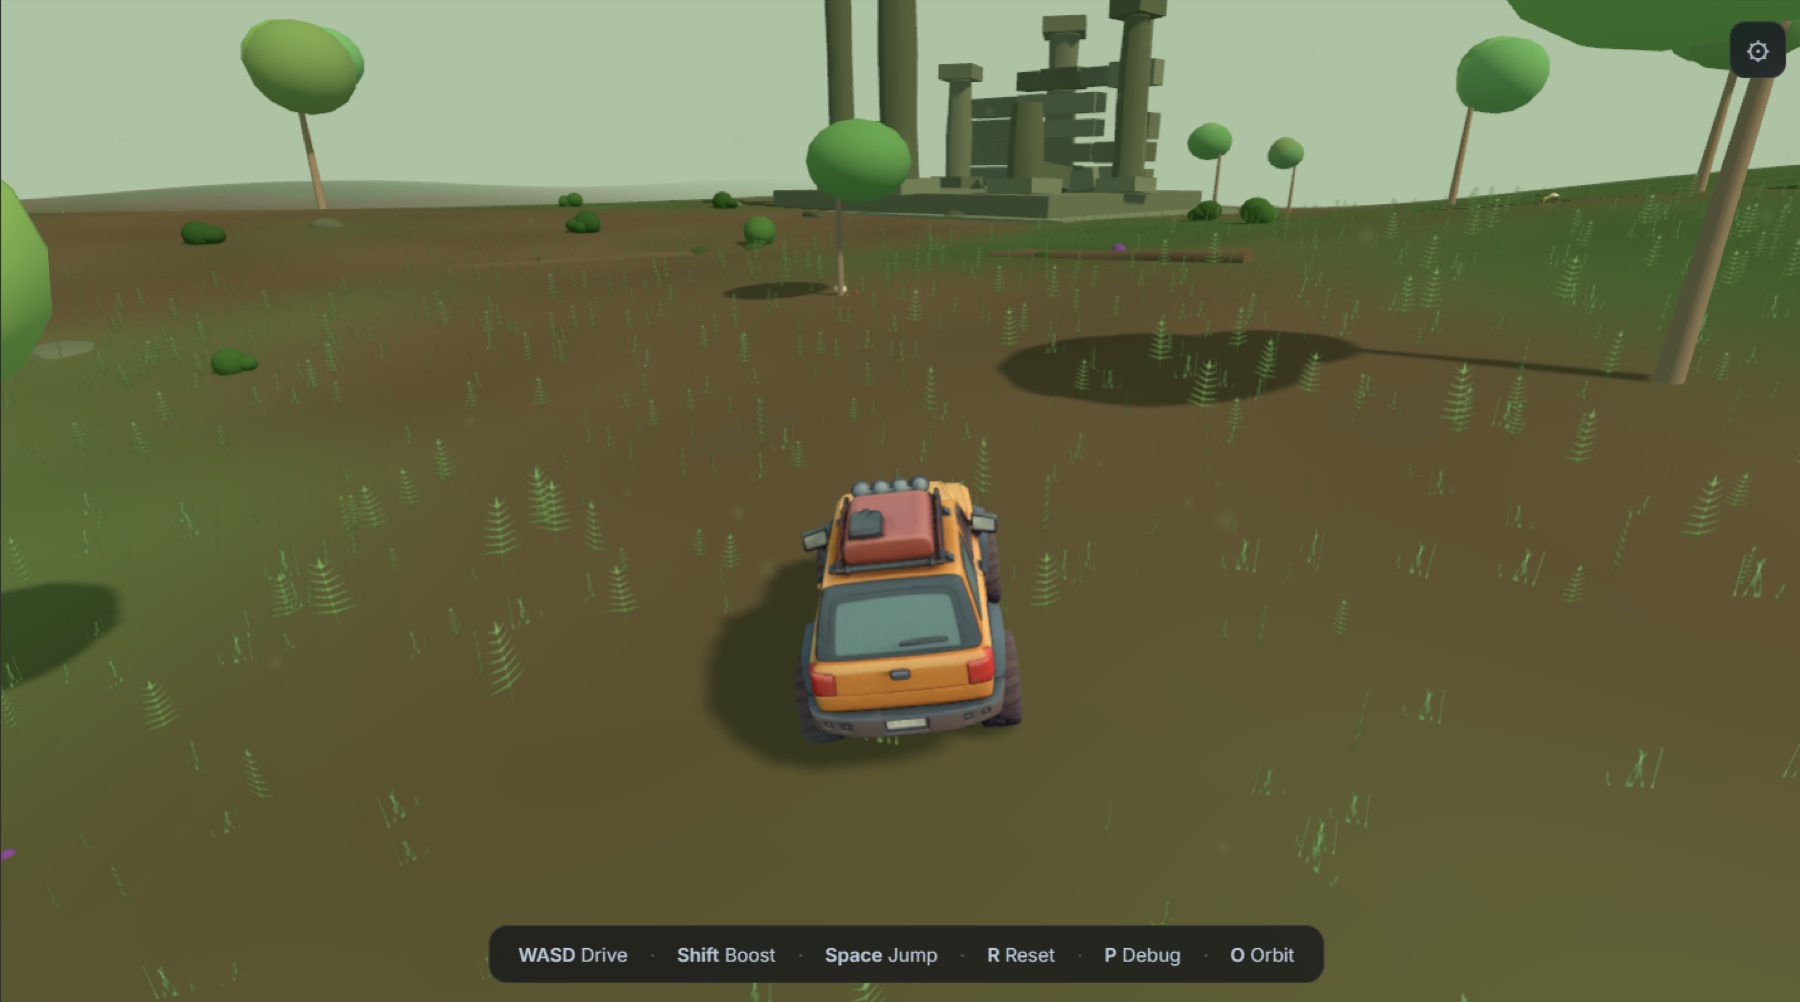 WASD Drive · Shift Boost · Space Jump · R Reset · P Debug · O Orbit